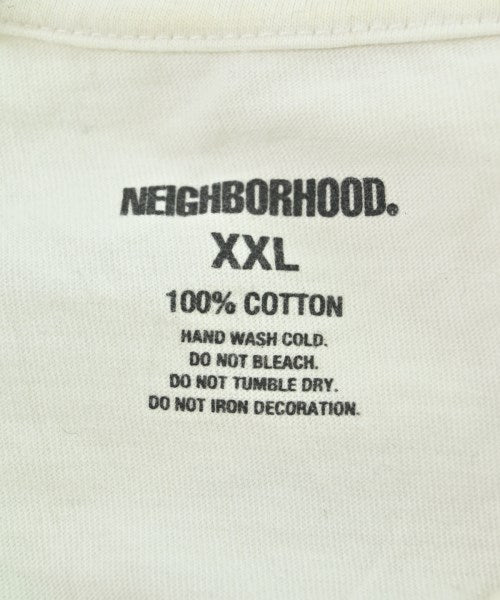 NEIGHBORHOOD®
XXL
100% COTTON
HAND WASH COLD.
DO NOT BLEACH.
DO NOT TUMBLE DRY.
DO NOT IRON DECORATION.